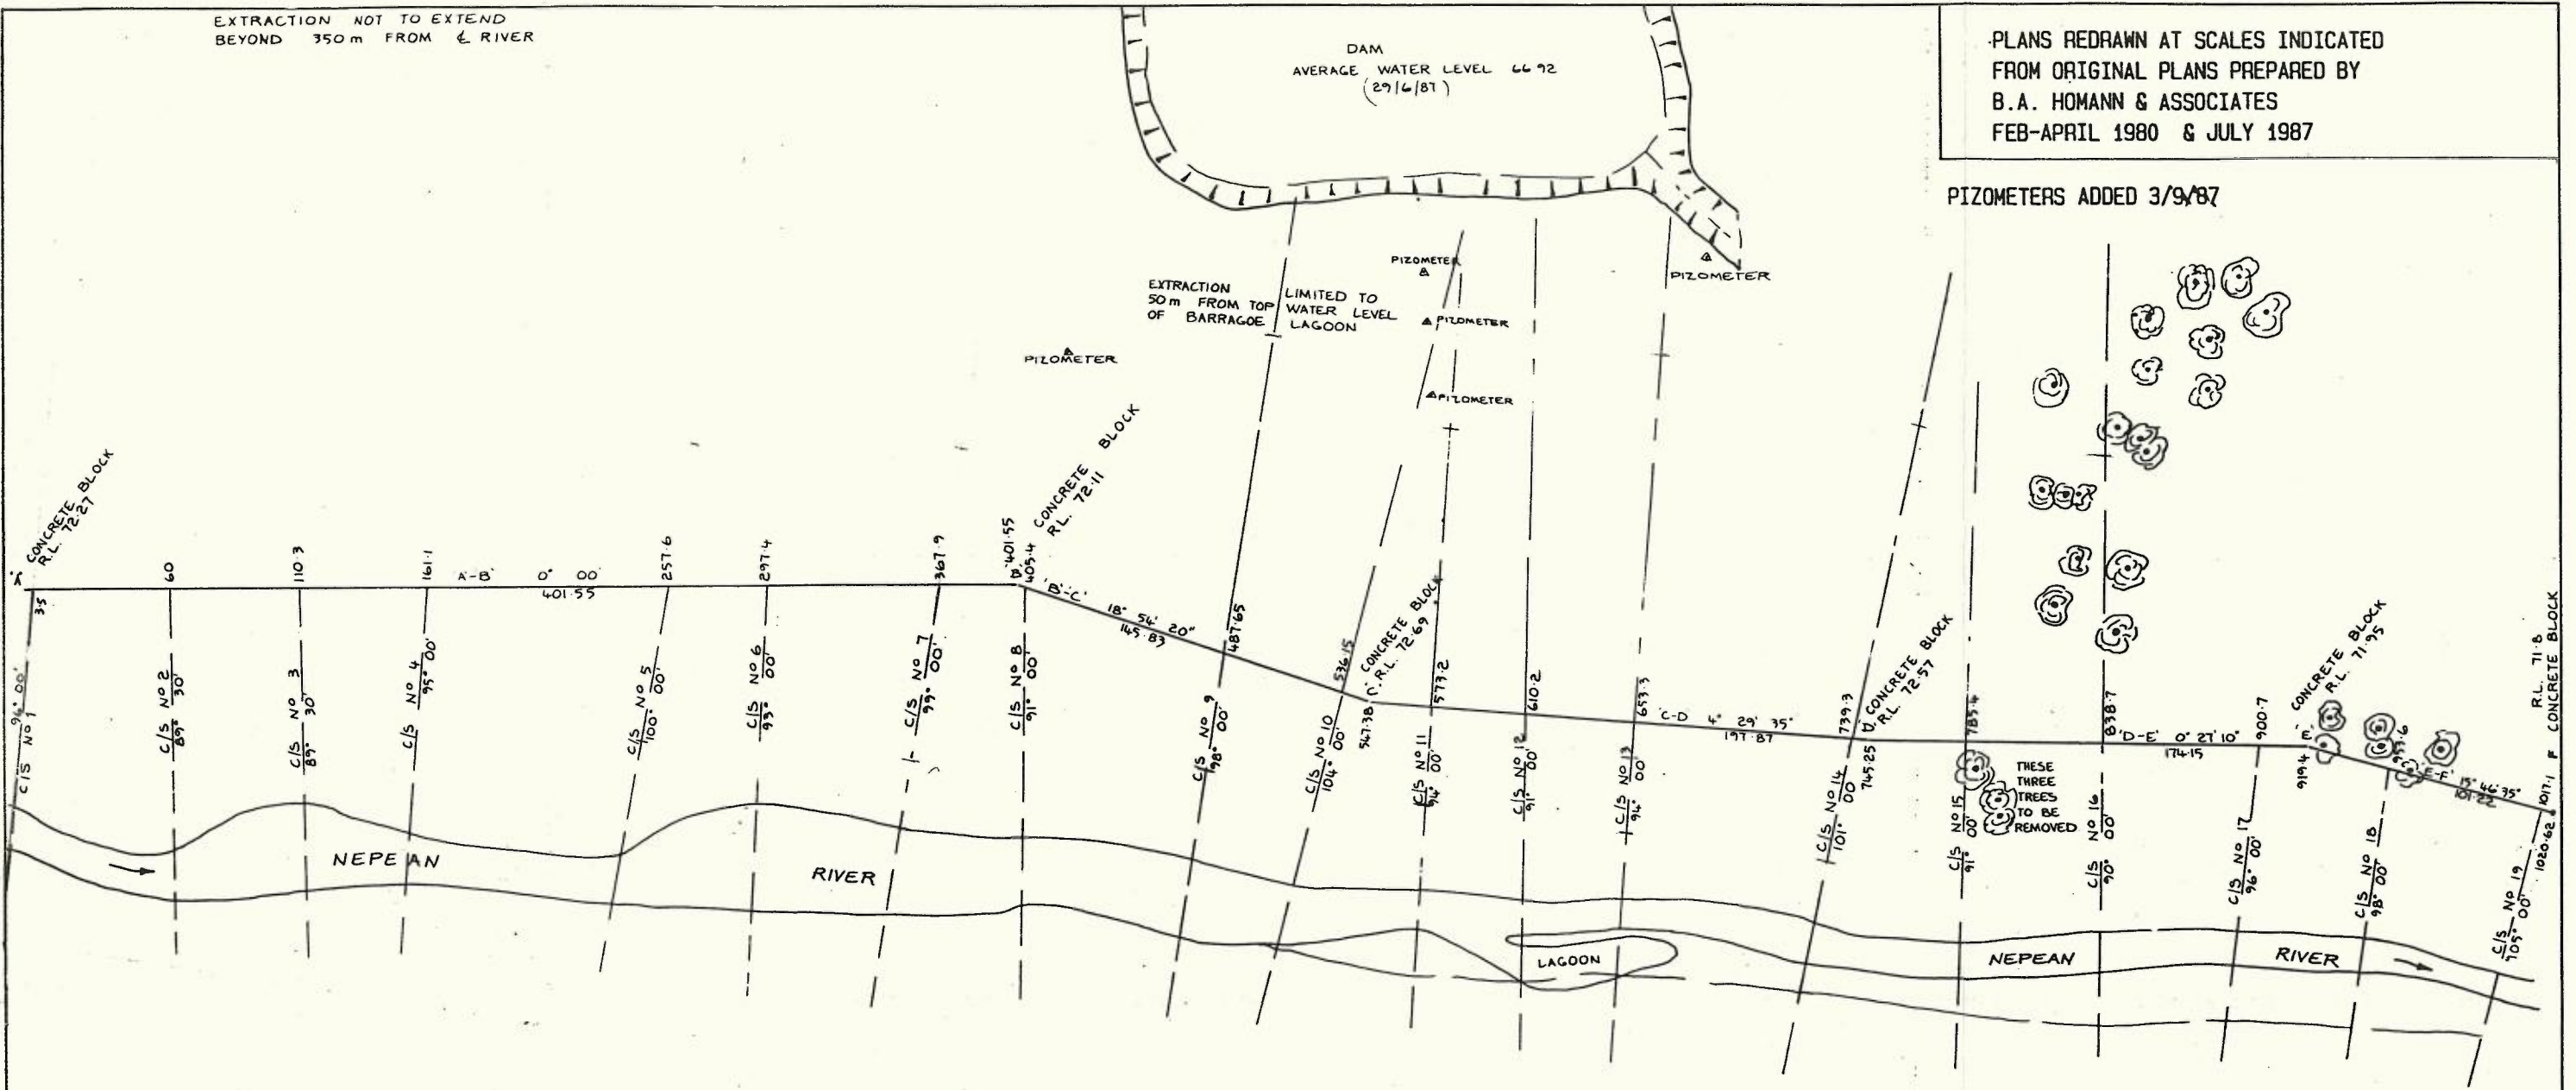 EXTRACTION NOT TO EXTEND
BEYOND 350m FROM ℄ RIVER
DAM
AVERAGE WATER LEVEL 66 92
(29/6/87)
PLANS REDRAWN AT SCALES INDICATED
FROM ORIGINAL PLANS PREPARED BY
B.A. HOMANN & ASSOCIATES
FEB-APRIL 1980 & JULY 1987
PIZOMETERS ADDED 3/9/87
PIZOMETER
PIZOMETER
EXTRACTION LIMITED TO
50m FROM TOP WATER LEVEL
OF BARRAGOE LAGOON
PIZOMETER
PIZOMETER
PIZOMETER
CONCRETE BLOCK
R.L. 72.27
'A'
3.5
60
110.3
161.1
'A-B' 0° 00'
401.55
257.6
297.4
367.9
401.55
'B'
405.4
CONCRETE BLOCK
R.L. 72.11
'B-C' 18° 54' 20"
145.83
487.65
536.15
'C'
547.38
CONCRETE BLOCK
R.L. 72.69
573.2
610.2
653.3
'C-D 4° 29' 35"
197.87
739.3
'D'
745.25
CONCRETE BLOCK
R.L. 72.57
785.4
838.7
'D-E' 0° 27' 10"
174.15
900.7
'E'
919.4
CONCRETE BLOCK
R.L. 71.95
'E-F' 15° 46' 35"
101.22
1017.1
1020.62
F CONCRETE BLOCK
R.L. 71.8
C/S Nº 1
94° 00'
C/S Nº 2
89° 30'
C/S Nº 3
89° 30'
C/S Nº 4
95° 00'
C/S Nº 5
100° 00'
C/S Nº 6
93° 00'
C/S Nº 7
99° 00'
C/S Nº 8
91° 00'
C/S Nº 9
98° 00'
C/S Nº 10
104° 00'
C/S Nº 11
94° 00'
C/S Nº 12
91° 00'
C/S Nº 13
94° 00'
C/S Nº 14
101° 00'
C/S Nº 15
91° 00'
C/S Nº 16
90° 00'
C/S Nº 17
96° 00'
C/S Nº 18
98° 00'
C/S Nº 19
105° 00'
THESE
THREE
TREES
TO BE
REMOVED
NEPEAN
RIVER
LAGOON
NEPEAN
RIVER